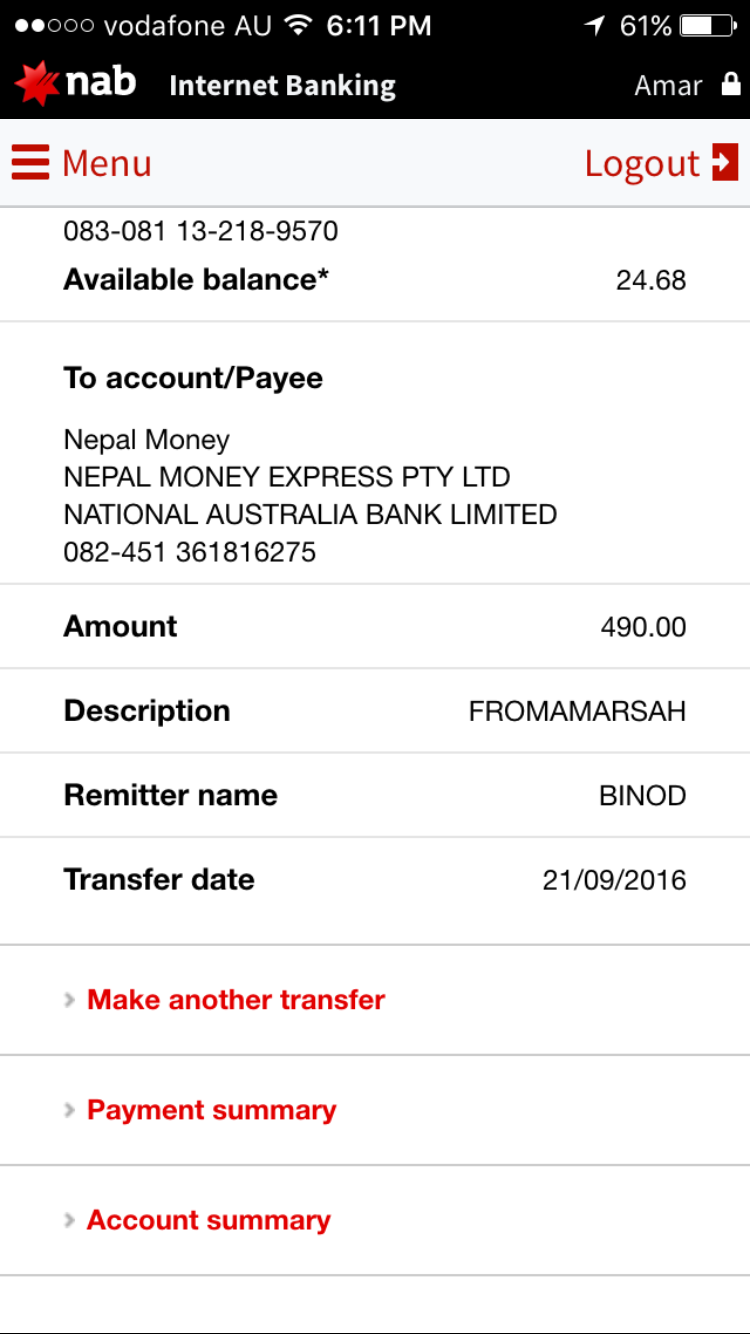 vodafone AU 6:11 PM 61%
nab Internet Banking Amar
Menu Logout
083-081 13-218-9570
Available balance* 24.68
To account/Payee
Nepal Money
NEPAL MONEY EXPRESS PTY LTD
NATIONAL AUSTRALIA BANK LIMITED
082-451 361816275
Amount 490.00
Description FROMAMARSAH
Remitter name BINOD
Transfer date 21/09/2016
Make another transfer
Payment summary
Account summary